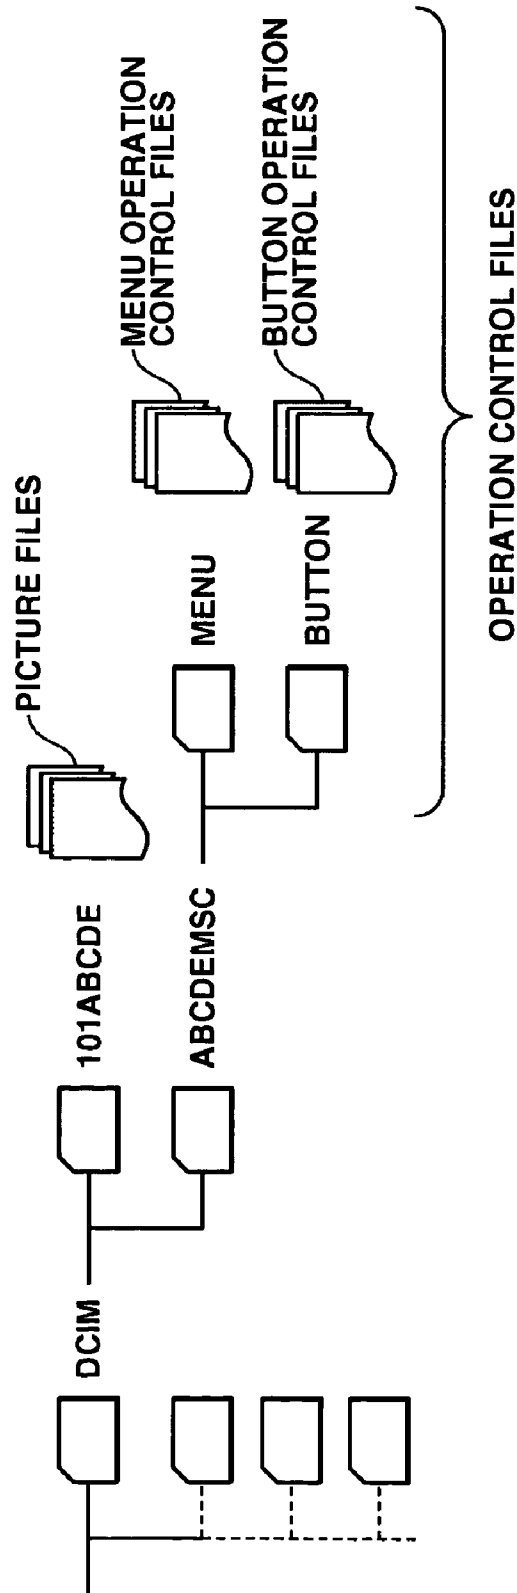 DCIM
101ABCDE
PICTURE FILES
ABCDEMSC
MENU
MENU OPERATION
CONTROL FILES
BUTTON
BUTTON OPERATION
CONTROL FILES
OPERATION CONTROL FILES